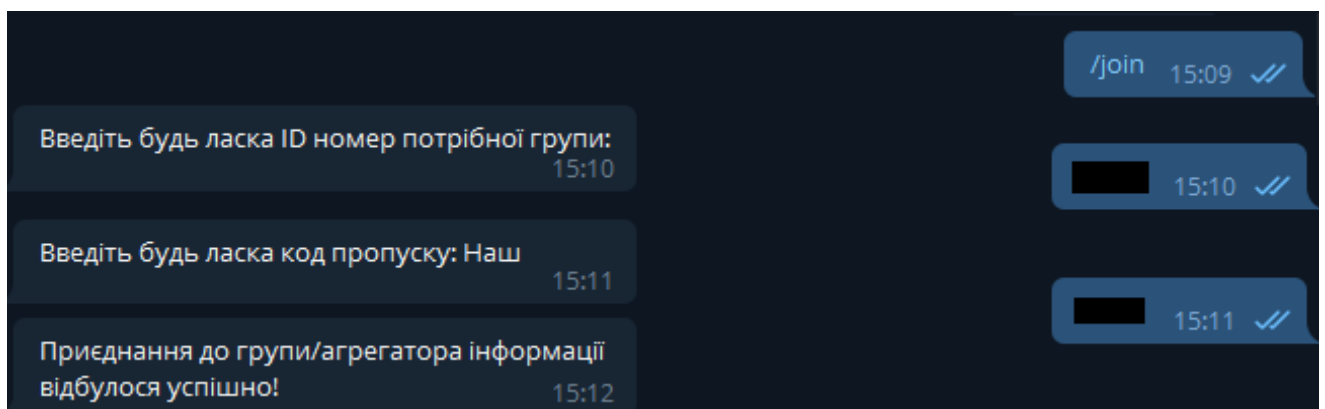 /join 15:09
Введіть будь ласка ID номер потрібної групи:
15:10
15:10
Введіть будь ласка код пропуску: Наш
15:11
15:11
Приєднання до групи/агрегатора інформації
відбулося успішно!
15:12